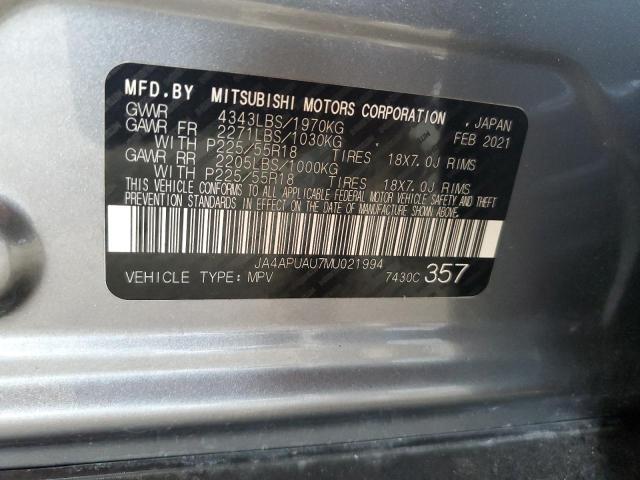 MFD.BY MITSUBISHI MOTORS CORPORATION, JAPAN
GVWR 4343LBS/1970KG FEB 2021
GAWR FR 2271LBS/1030KG
WITH P225/55R18 TIRES 18X7.0J RIMS
GAWR RR 2205LBS/1000KG
WITH P225/55R18 TIRES 18X7.0J RIMS
THIS VEHICLE CONFORMS TO ALL APPLICABLE FEDERAL MOTOR VEHICLE SAFETY AND THEFT
PREVENTION STANDARDS IN EFFECT ON THE DATE OF MANUFACTURE SHOWN ABOVE.
JA4APUAU7MU021994
VEHICLE TYPE: MPV 7430C 357